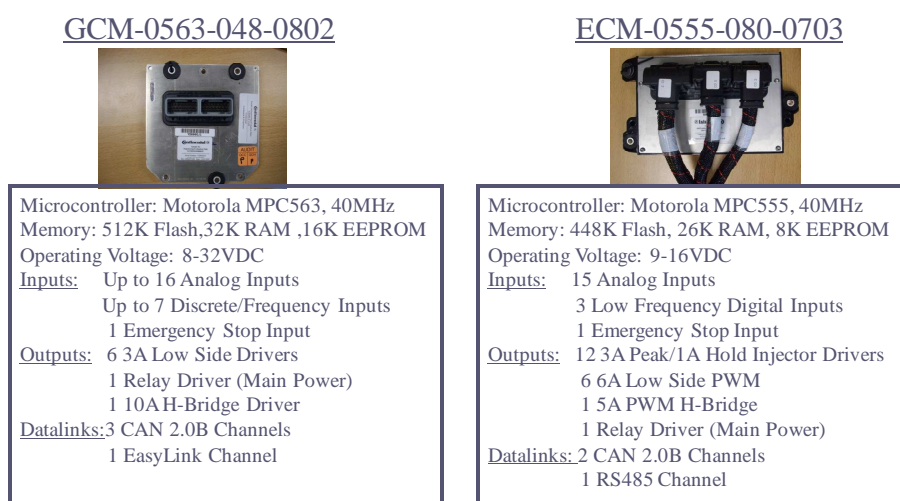 GCM-0563-048-0802
Microcontroller: Motorola MPC563, 40MHz
Memory: 512K Flash,32K RAM ,16K EEPROM
Operating Voltage: 8-32VDC
Inputs: Up to 16 Analog Inputs
Up to 7 Discrete/Frequency Inputs
1 Emergency Stop Input
Outputs: 6 3A Low Side Drivers
1 Relay Driver (Main Power)
1 10A H-Bridge Driver
Datalinks:3 CAN 2.0B Channels
1 EasyLink Channel
ECM-0555-080-0703
Microcontroller: Motorola MPC555, 40MHz
Memory: 448K Flash, 26K RAM, 8K EEPROM
Operating Voltage: 9-16VDC
Inputs: 15 Analog Inputs
3 Low Frequency Digital Inputs
1 Emergency Stop Input
Outputs: 12 3A Peak/1A Hold Injector Drivers
6 6A Low Side PWM
1 5A PWM H-Bridge
1 Relay Driver (Main Power)
Datalinks: 2 CAN 2.0B Channels
1 RS485 Channel